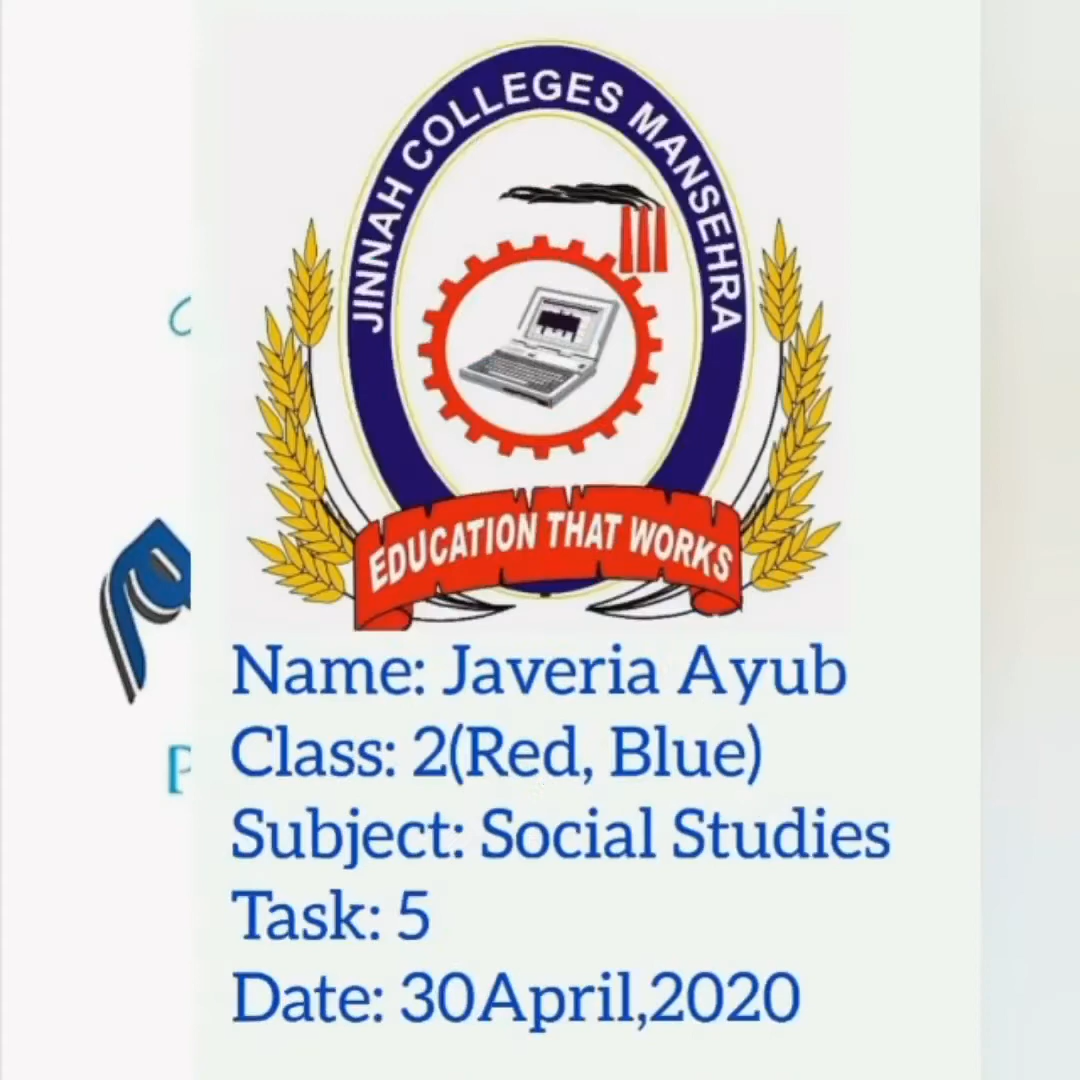 JINNAH COLLEGES MANSEHRA
EDUCATION THAT WORKS
Name: Javeria Ayub
Class: 2(Red, Blue)
Subject: Social Studies
Task: 5
Date: 30April,2020